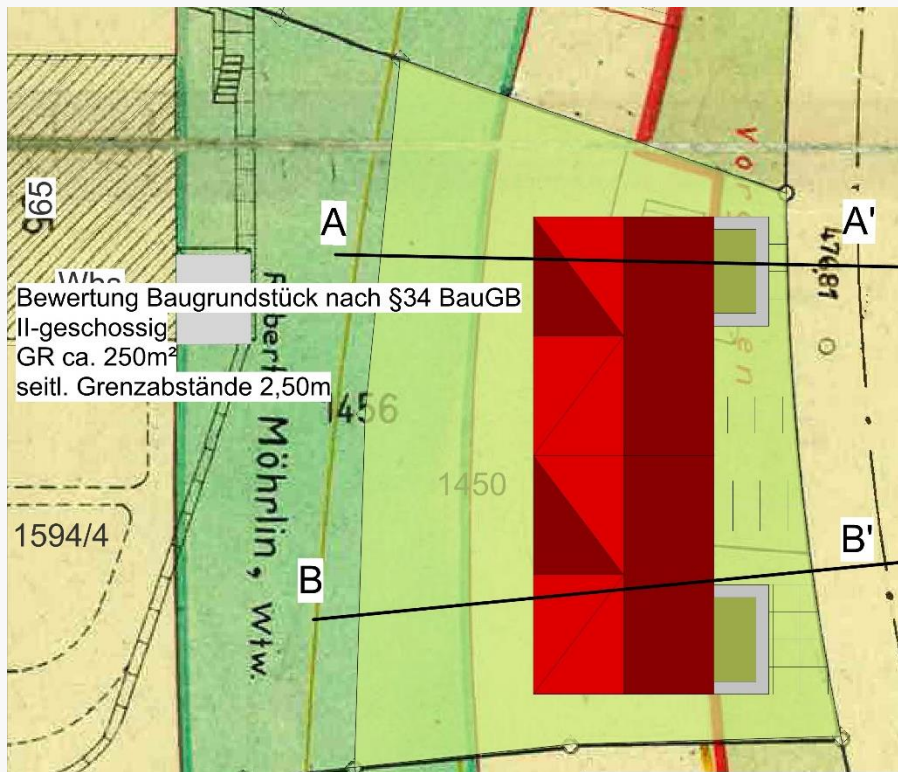 A
A'
65
476,81
Whs
Bewertung Baugrundstück nach §34 BauGB
II-geschossig
GR ca. 250m²
seitl. Grenzabstände 2,50m
1456
1450
Möhrlin, wtw.
1594/4
B
B'